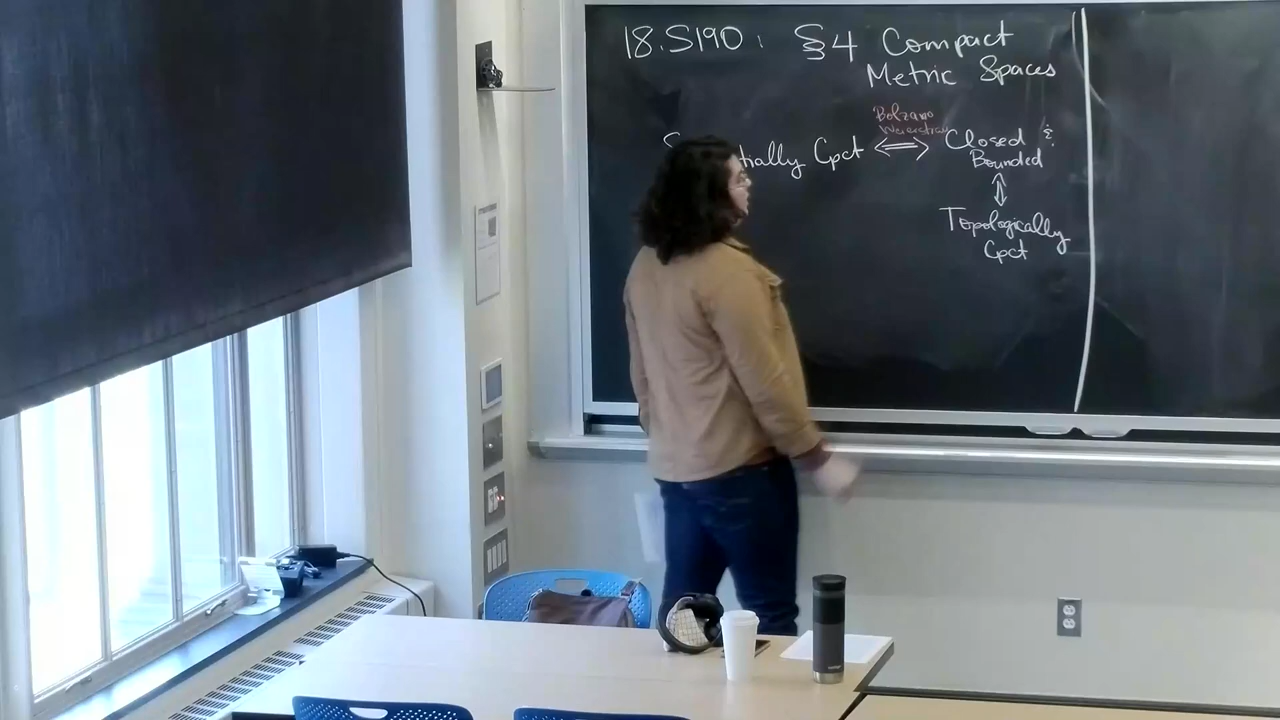 18.S190: §4 Compact
Metric Spaces
Bolzano
Weierstrass
tially Cpct ⟺ Closed &
Bounded
⇕
Topologically
Cpct